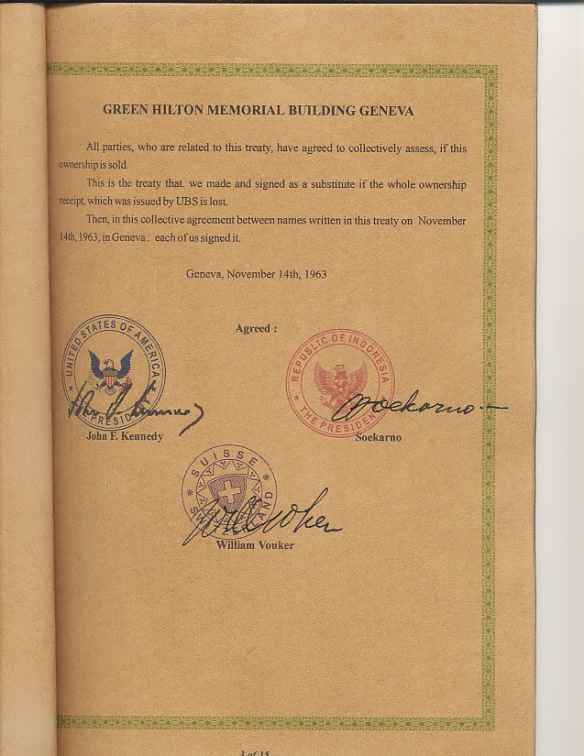 GREEN HILTON MEMORIAL BUILDING GENEVA
All parties, who are related to this treaty, have agreed to collectively assess, if this
ownership is sold.
This is the treaty that. we made and signed as a substitute if the whole ownership
receipt, which was issued by UBS is lost.
Then, in this collective agreement between names written in this treaty on November
14th, 1963, in Geneva : each of us signed it.
Geneva, November 14th, 1963
Agreed :
UNITED STATES OF AMERICA
PRESID
John F. Kennedy
REPUBLIC OF INDONESIA
THE PRESIDEN
Soekarno
Soekarno
SUISSE
William Vouker
3 of 15